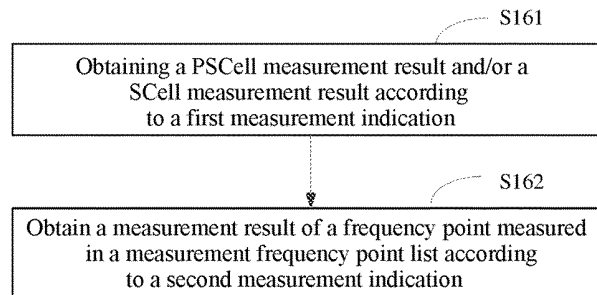 S161
Obtaining a PSCell measurement result and/or a
SCell measurement result according
to a first measurement indication
S162
Obtain a measurement result of a frequency point measured
in a measurement frequency point list according
to a second measurement indication